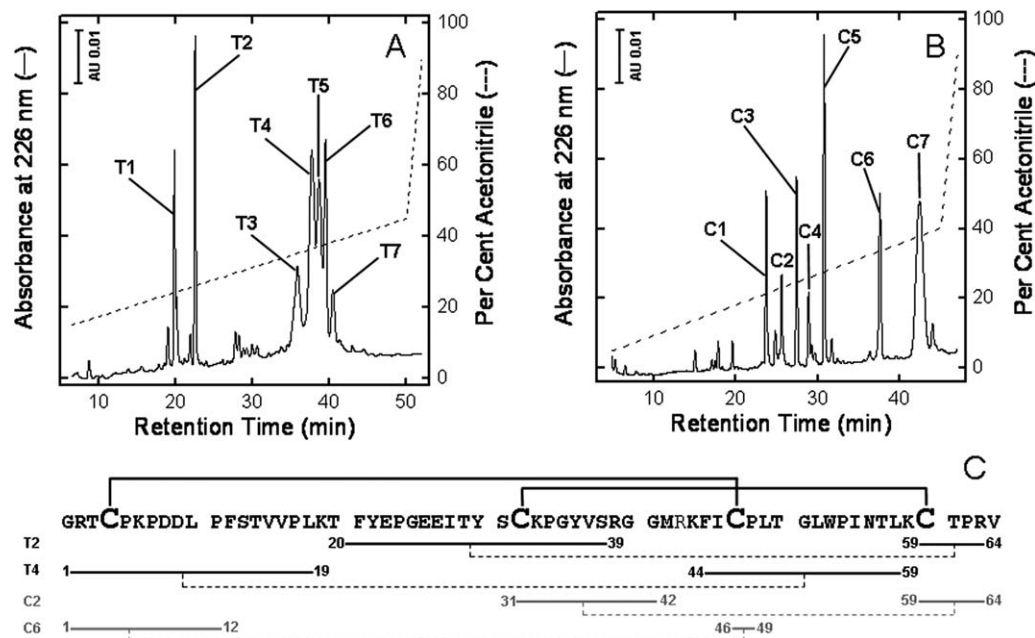 A
AU 0.01
Absorbance at 226 nm (—)
T1
T2
T3
T4
T5
T6
T7
100
80
60
40
20
0
Per Cent Acetonitrile (---)
10 20 30 40 50
Retention Time (min)
B
AU 0.01
Absorbance at 226 nm (—)
C1
C2
C3
C4
C5
C6
C7
100
80
60
40
20
0
Per Cent Acetonitrile (---)
10 20 30 40
Retention Time (min)
C
GRTCPKPDDL PFSTVVPLKT FYEPGEEITY SCKPGYVSRG GMRKFICPLT GLWPINTLKC TPRV
T2 20 39 59 64
T4 1 19 44 59
C2 31 42 59 64
C6 1 12 46 49